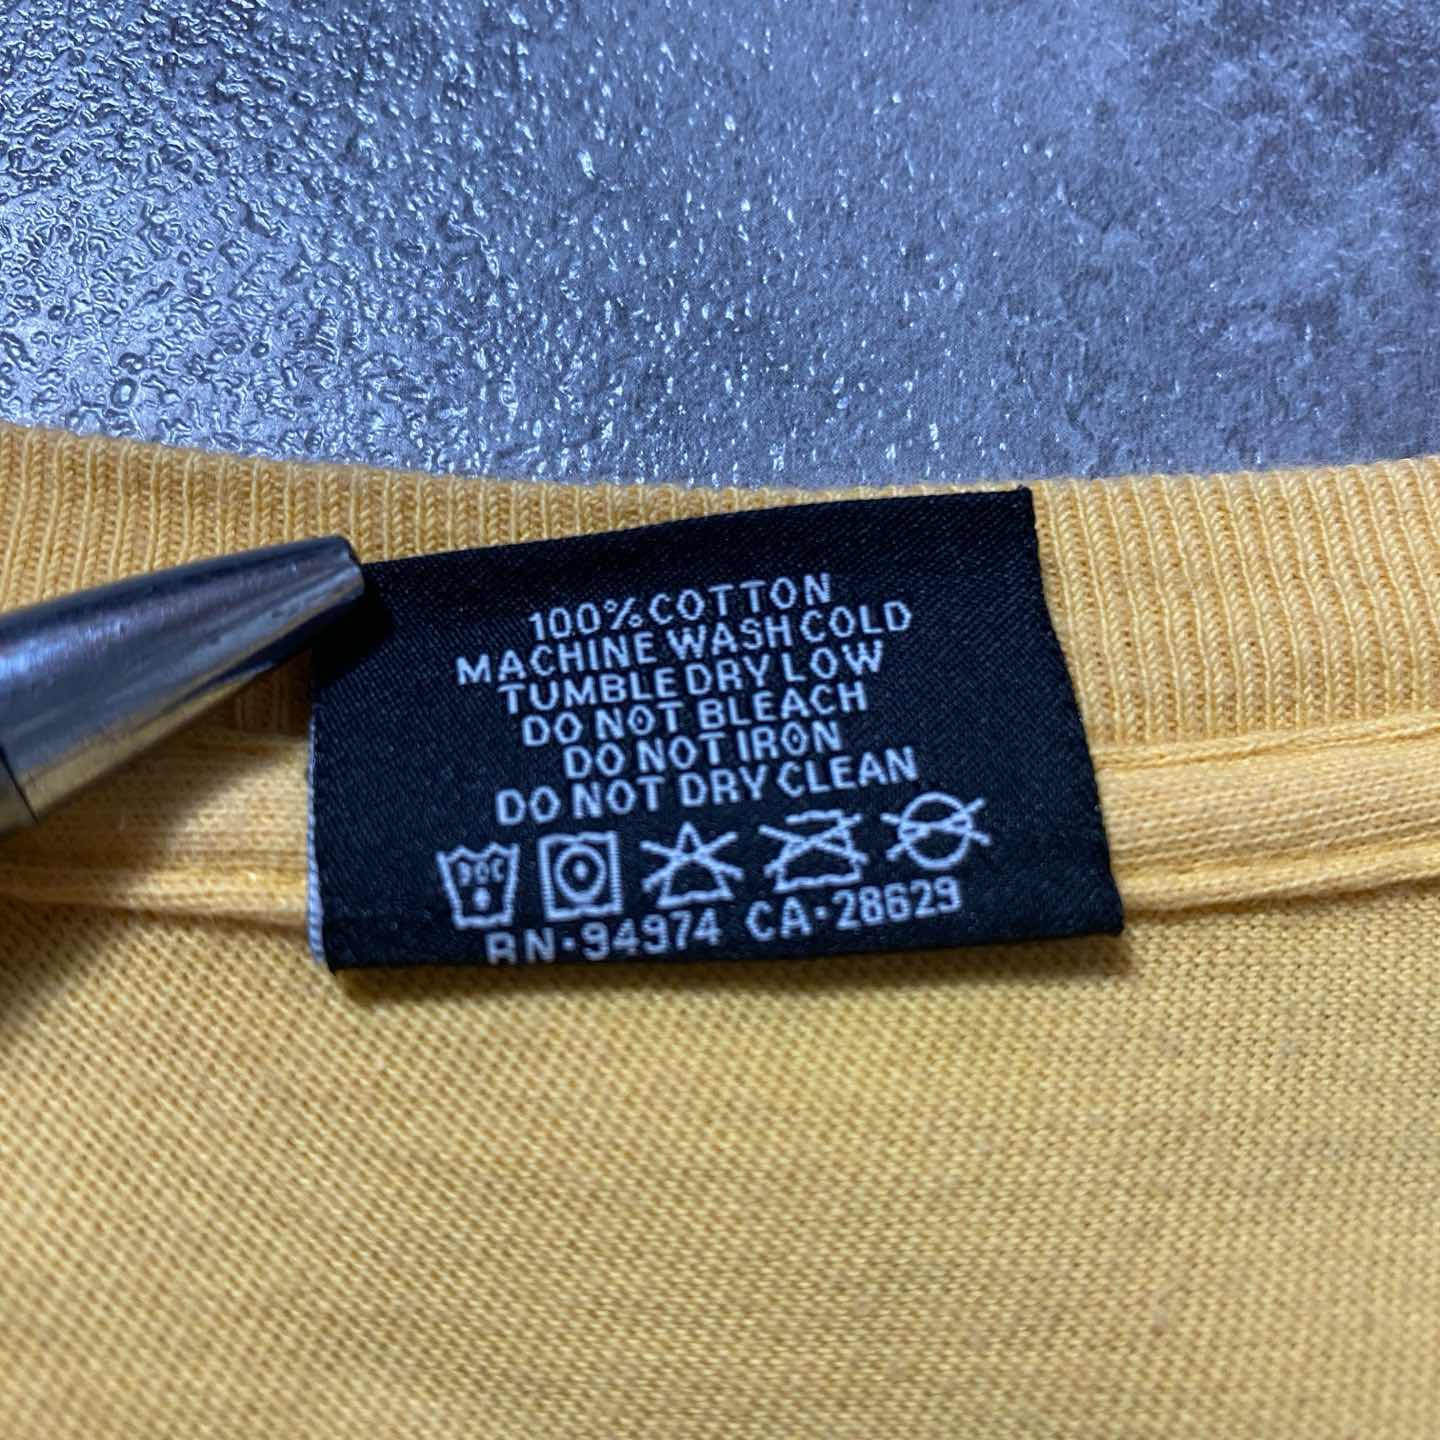 100% COTTON
MACHINE WASH COLD
TUMBLE DRY LOW
DO NOT BLEACH
DO NOT IRON
DO NOT DRY CLEAN
30C
RN·94974 CA·28629